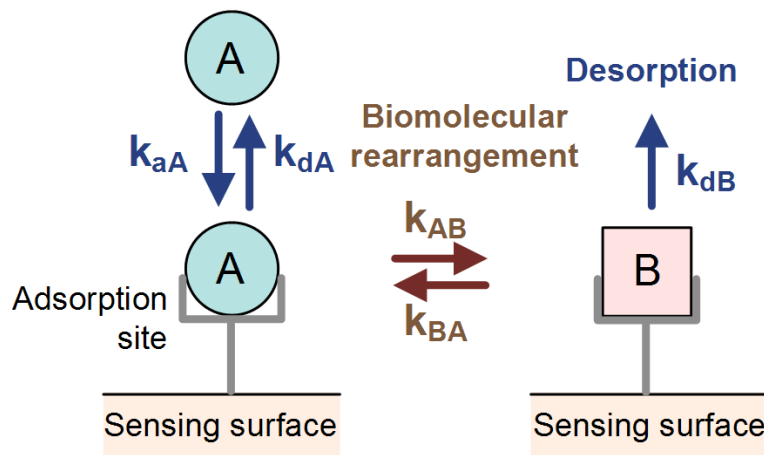 A
Desorption
Biomolecular
rearrangement
kaA
kdA
kdB
kAB
A
B
Adsorption
site
kBA
Sensing surface
Sensing surface